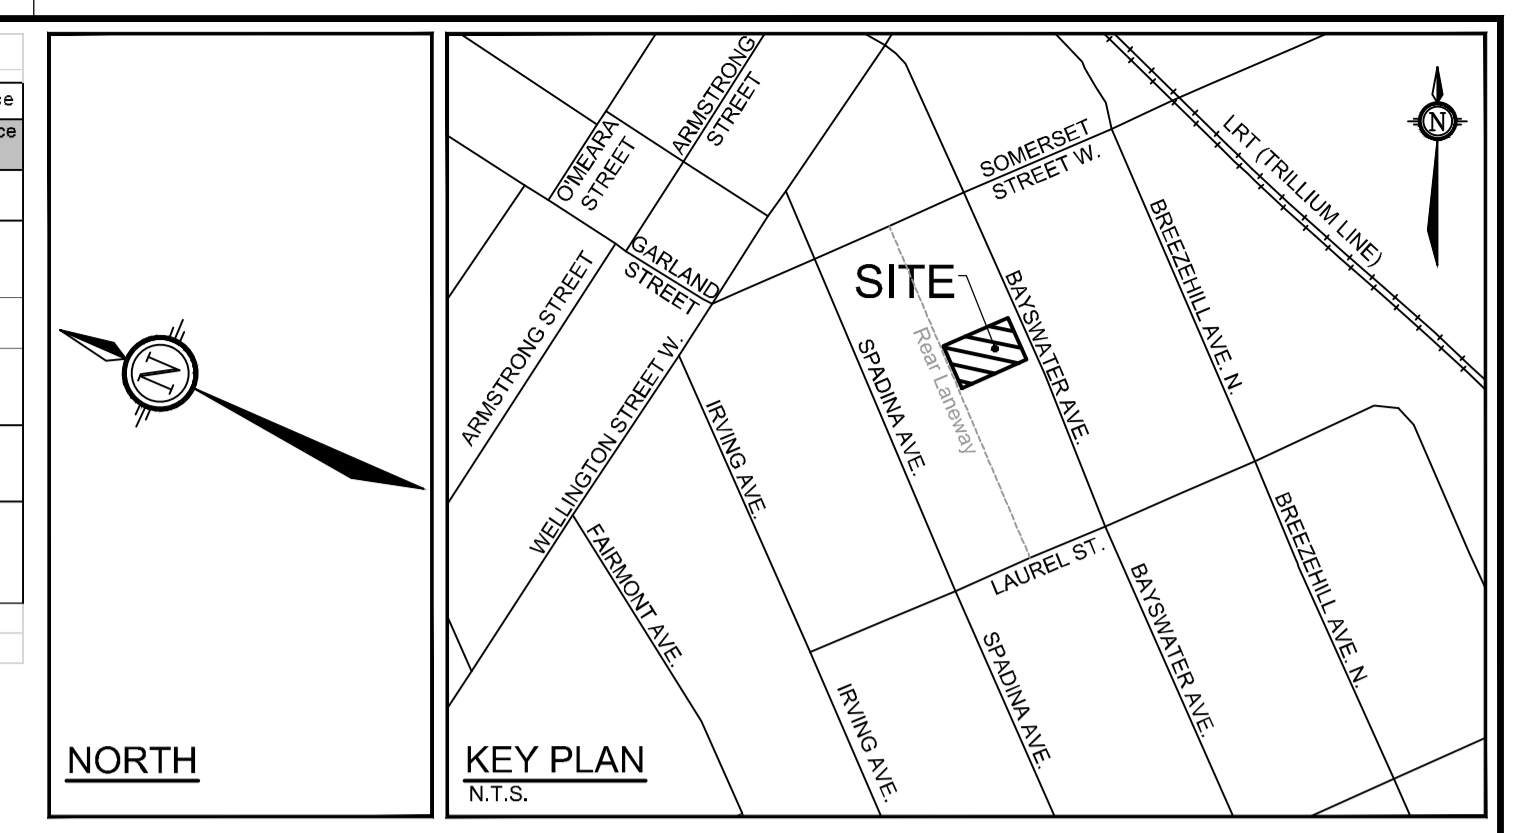 ce
ce
N
NORTH
ARMSTRONG
STREET
O'MEARA
STREET
SOMERSET
STREET W.
N
LRT (TRILLIUM LINE)
GARLAND
STREET
ARMSTRONG STREET
WELLINGTON STREET W.
SITE
Rear Laneway
BAYSWATER AVE.
BREEZEHILL AVE. N.
SPADINA AVE.
IRVING AVE.
FAIRMONT AVE.
LAUREL ST.
BAYSWATER AVE.
BREEZEHILL AVE. N.
SPADINA AVE.
IRVING AVE.
KEY PLAN
N.T.S.